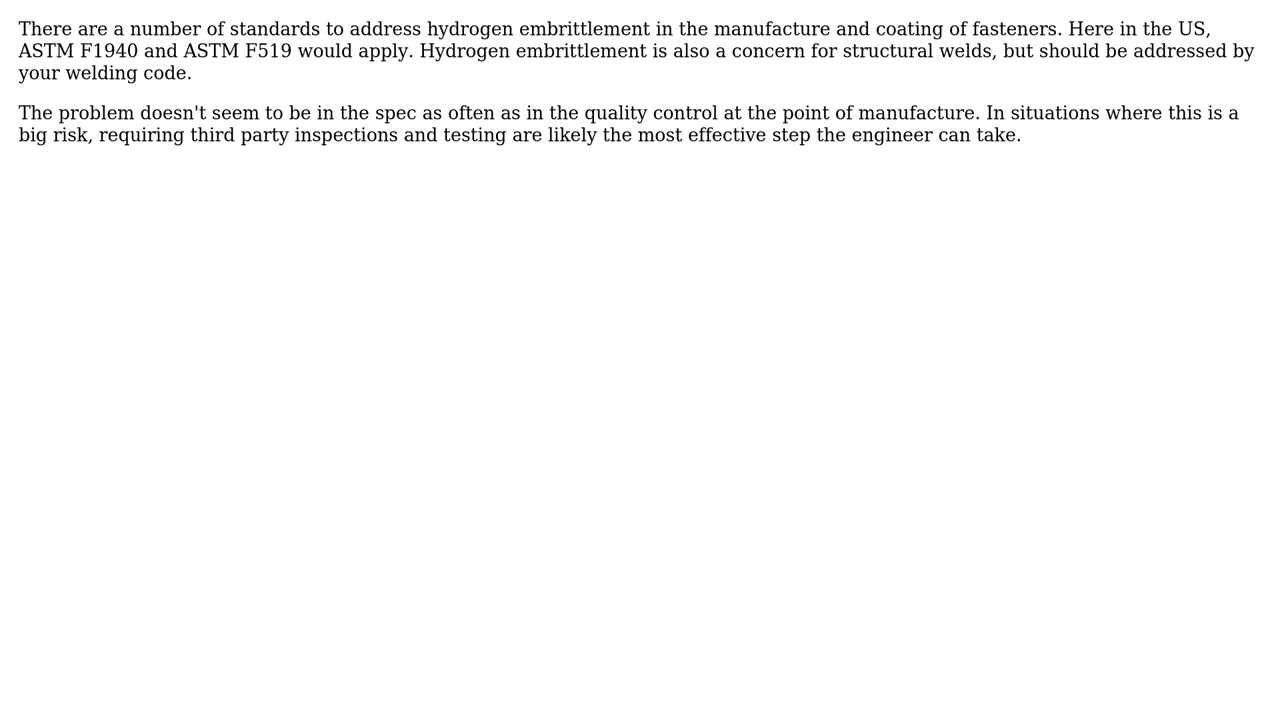 There are a number of standards to address hydrogen embrittlement in the manufacture and coating of fasteners. Here in the US,
ASTM F1940 and ASTM F519 would apply. Hydrogen embrittlement is also a concern for structural welds, but should be addressed by
your welding code.
The problem doesn't seem to be in the spec as often as in the quality control at the point of manufacture. In situations where this is a
big risk, requiring third party inspections and testing are likely the most effective step the engineer can take.